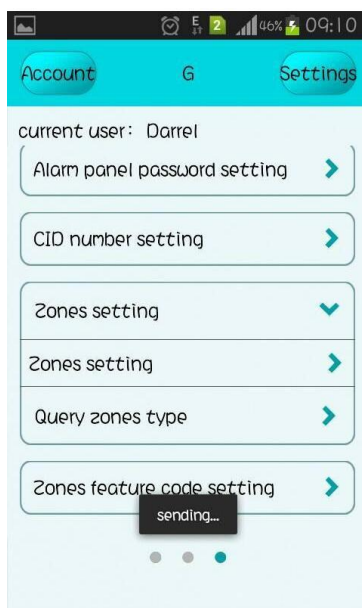 E 2 46% 09:10
Account G Settings
current user: Darrel
Alarm panel password setting
CID number setting
Zones setting
Zones setting
Query zones type
Zones feature code setting
sending...